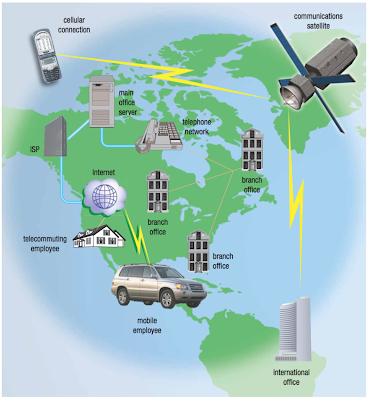 cellular
connection
communications
satellite
main
office
server
telephone
network
ISP
Internet
branch
office
branch
office
telecommuting
employee
branch
office
mobile
employee
international
office